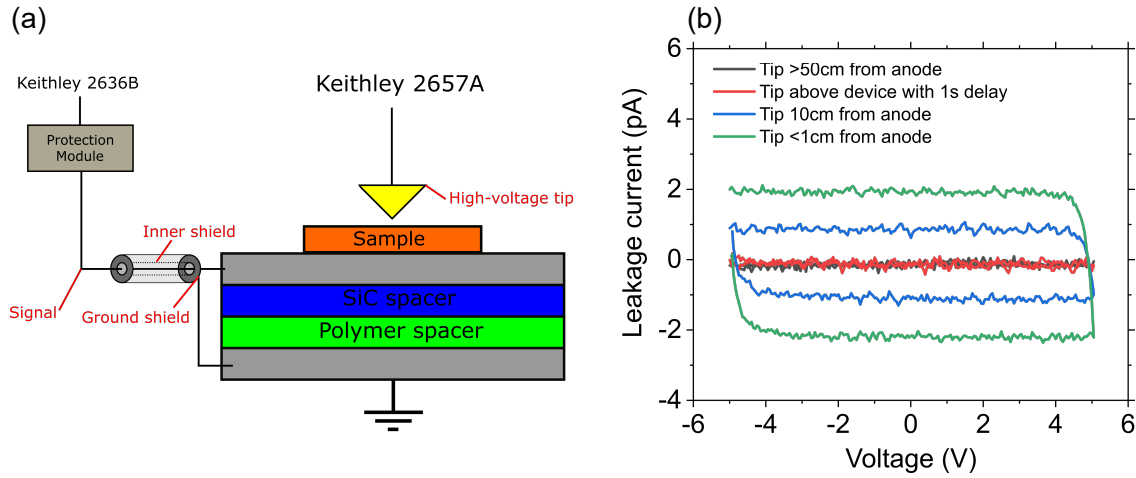 (a)
Keithley 2636B
Protection
Module
Keithley 2657A
High-voltage tip
Inner shield
Sample
SiC spacer
Signal
Ground shield
Polymer spacer
(b)
Leakage current (pA)
6
4
2
0
-2
-4
Tip >50cm from anode
Tip above device with 1s delay
Tip 10cm from anode
Tip <1cm from anode
-6
-4
-2
0
2
4
6
Voltage (V)